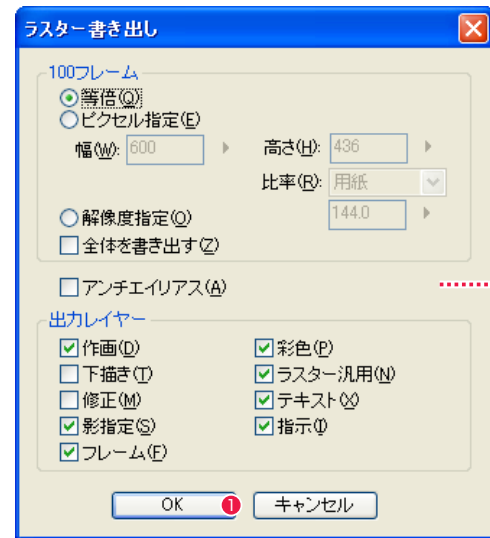 ラスター書き出し
100フレーム
等倍(Q)
ピクセル指定(E)
幅(W): 600 高さ(H): 436
比率(R): 用紙
解像度指定(O) 144.0
全体を書き出す(Z)
アンチエイリアス(A)
出力レイヤー
作画(D) 彩色(P)
下描き(T) ラスター汎用(N)
修正(M) テキスト(X)
影指定(S) 指示(I)
フレーム(F)
OK 1 キャンセル